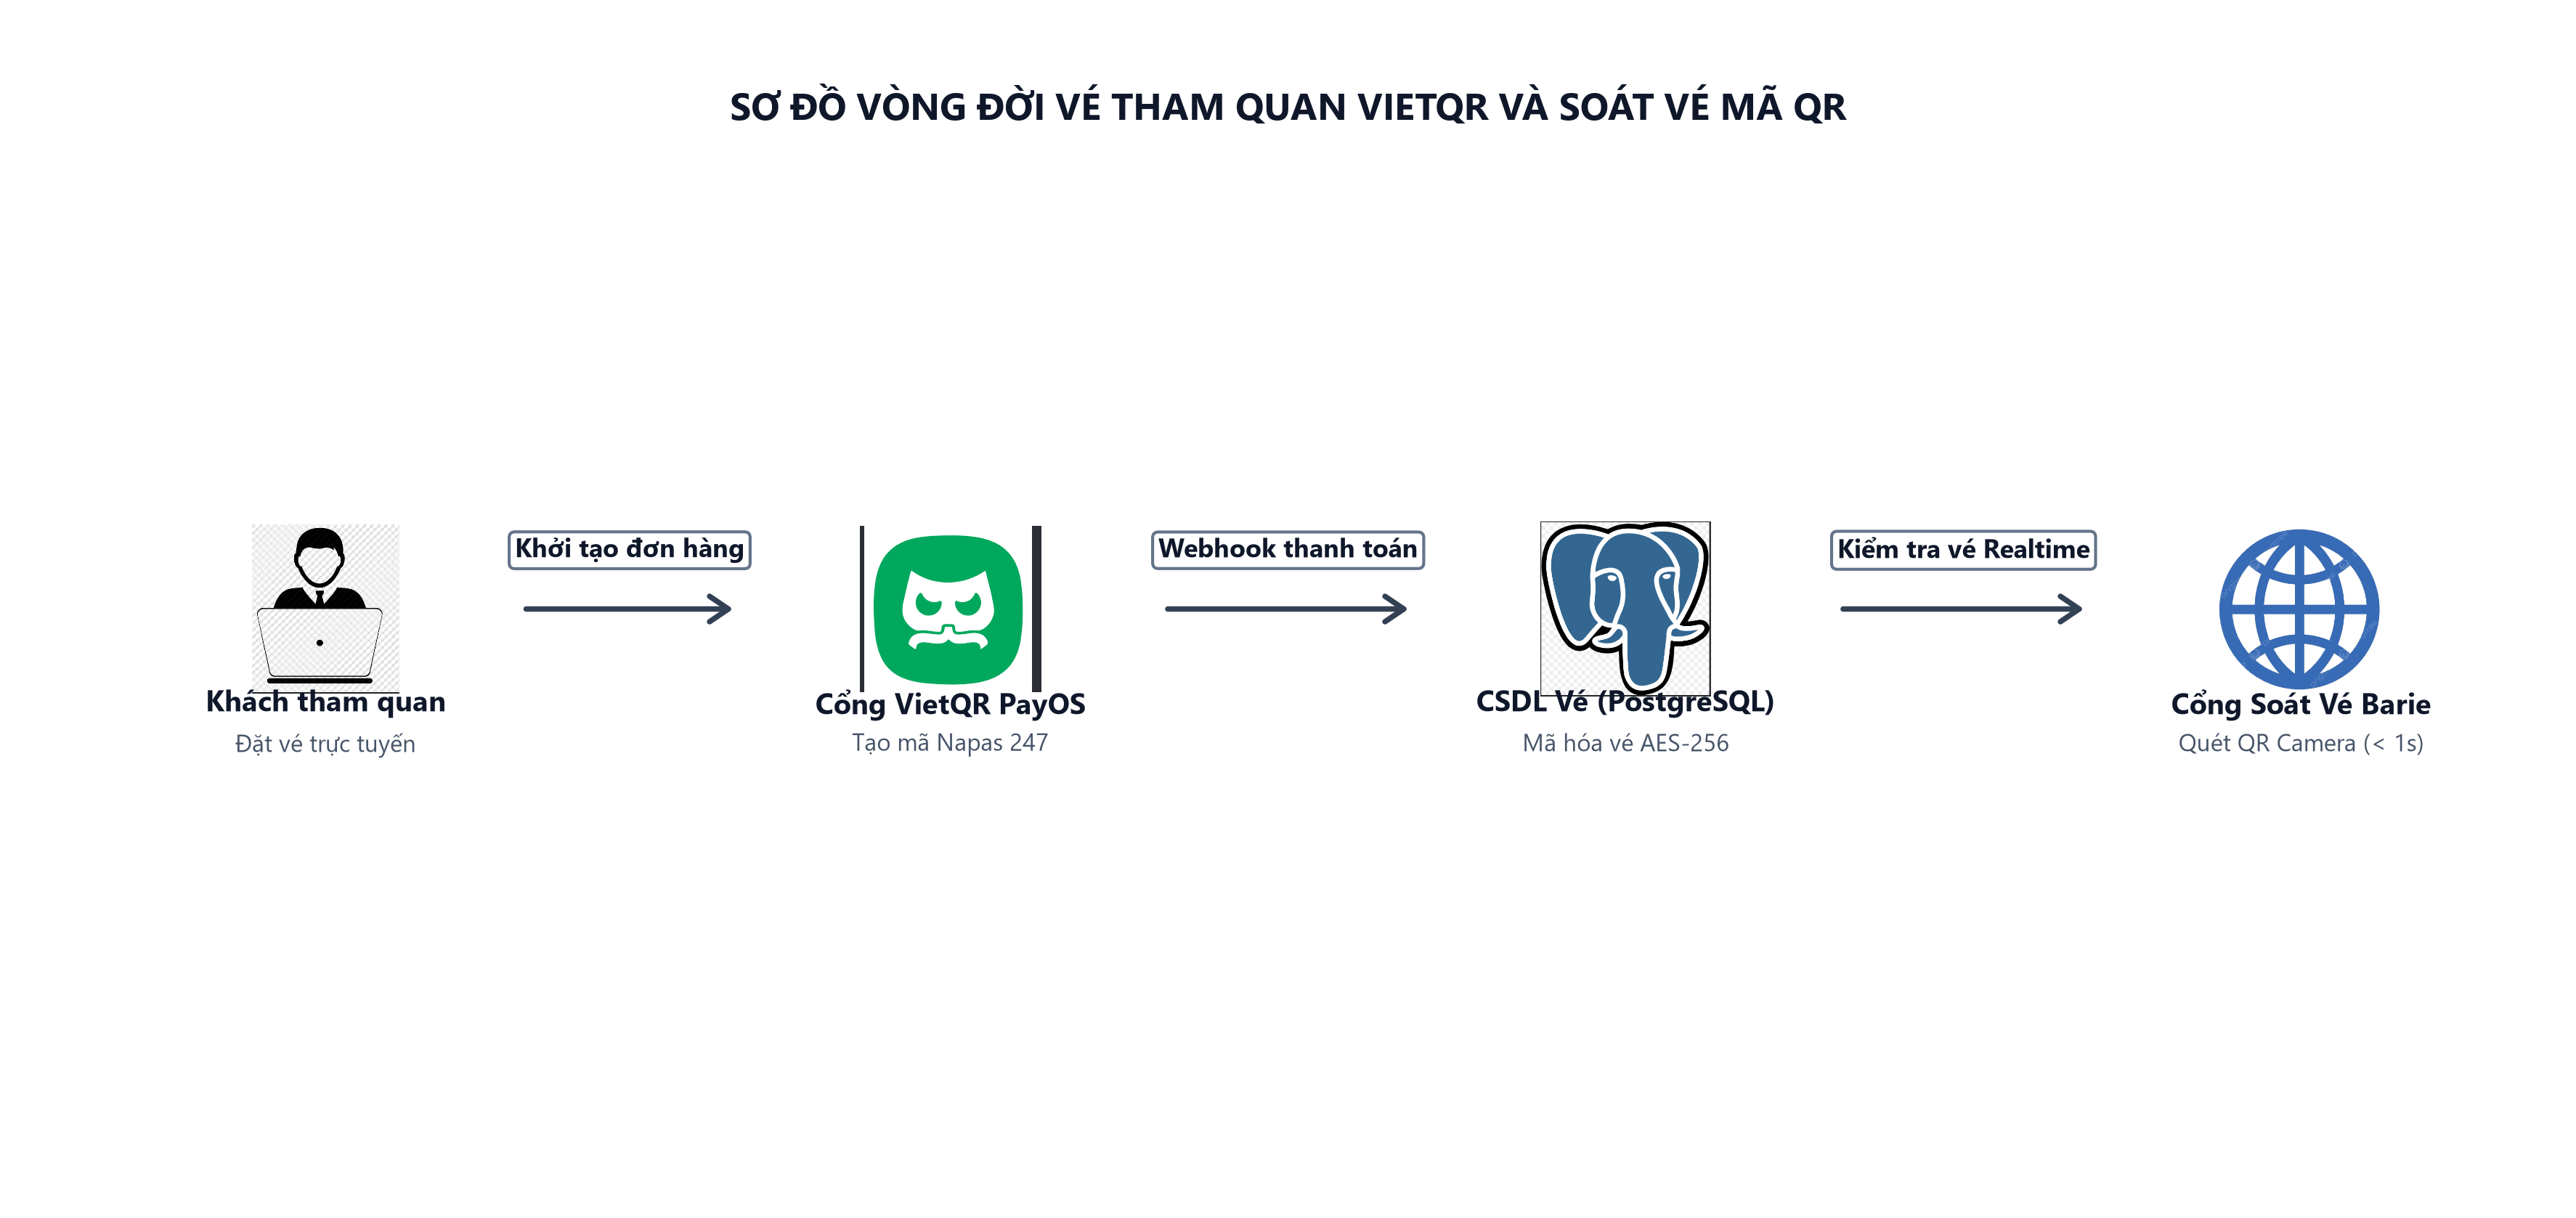 SƠ ĐỒ VÒNG ĐỜI VÉ THAM QUAN VIETQR VÀ SOÁT VÉ MÃ QR
Khởi tạo đơn hàng
Webhook thanh toán
Kiểm tra vé Realtime
Khách tham quan
Cổng VietQR PayOS
CSDL Vé (PostgreSQL)
Cổng Soát Vé Barie
Đặt vé trực tuyến
Tạo mã Napas 247
Mã hóa vé AES-256
Quét QR Camera (< 1s)